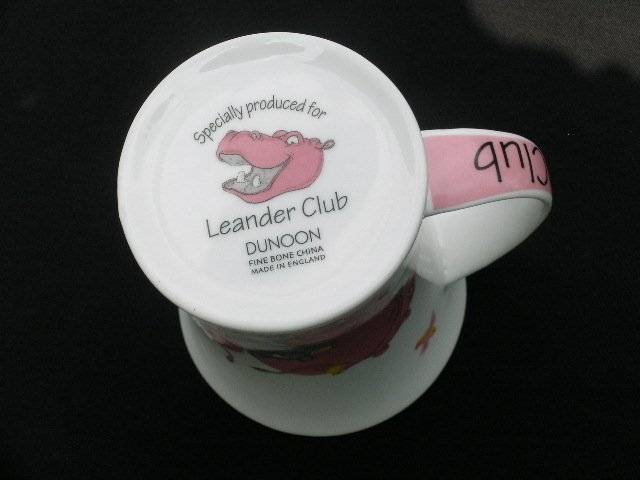 Specially produced for
Leander Club
DUNOON
FINE BONE CHINA
MADE IN ENGLAND
Club